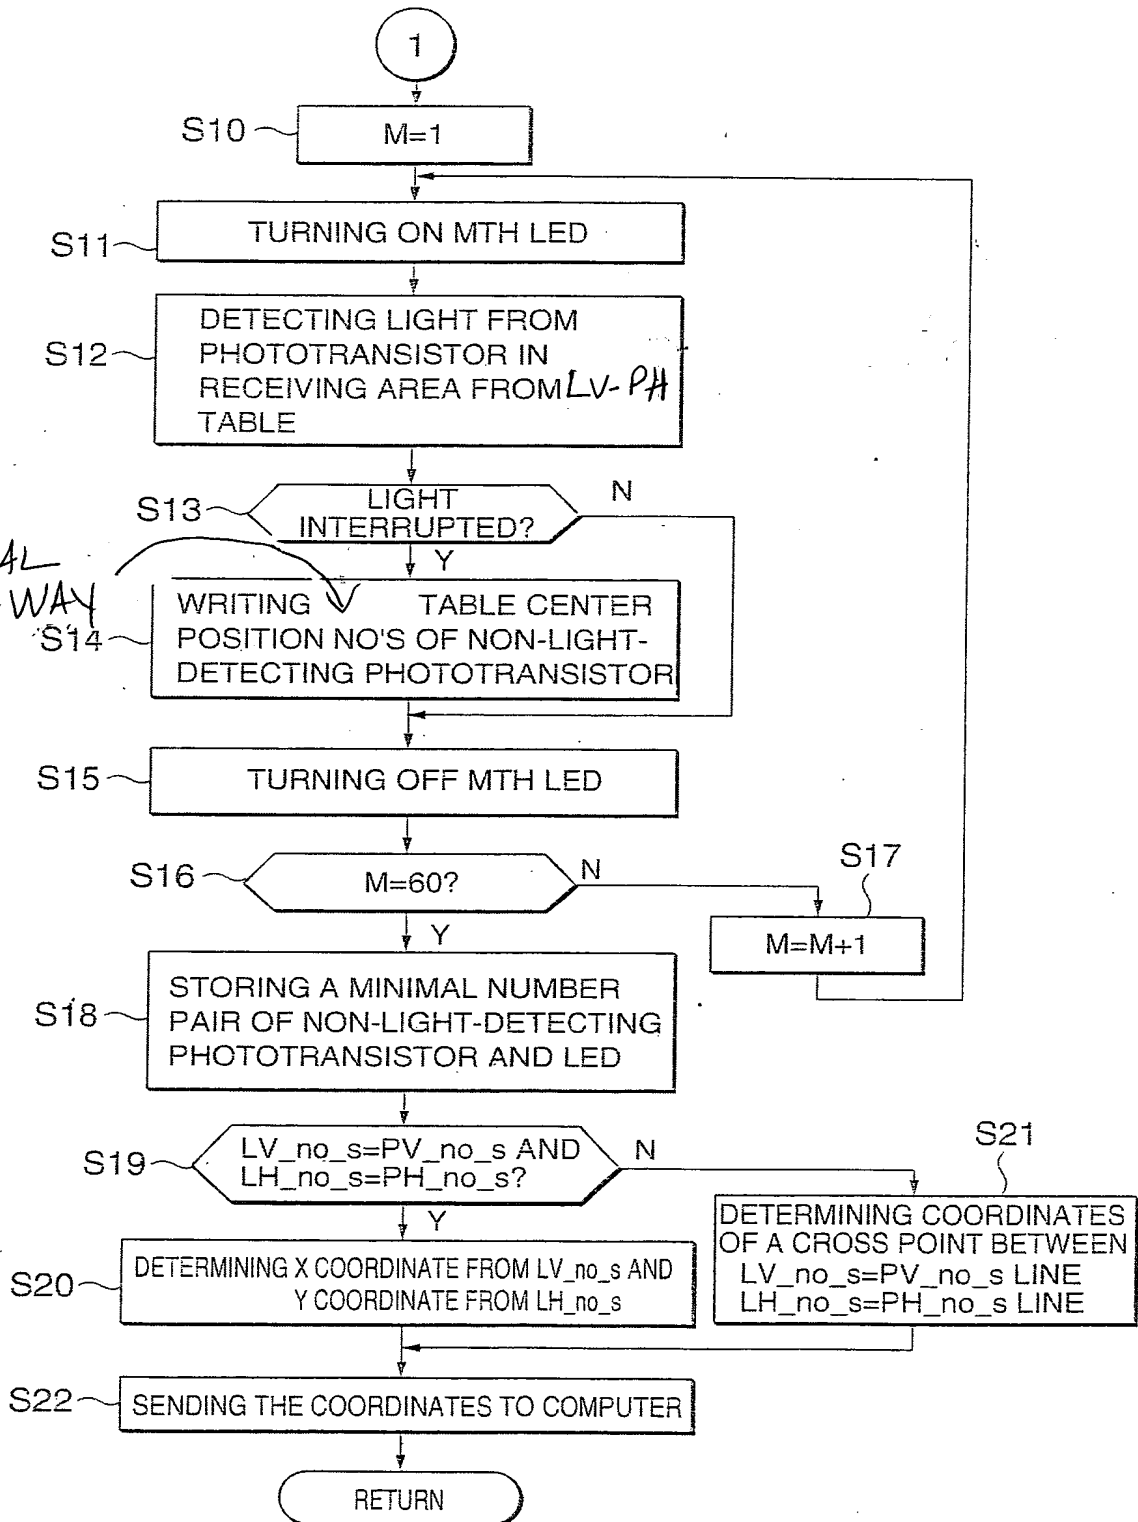 1
S10
M=1
S11
TURNING ON MTH LED
S12
DETECTING LIGHT FROM
PHOTOTRANSISTOR IN
RECEIVING AREA FROM LV-PH
TABLE
S13
LIGHT
INTERRUPTED?
N
Y
WAY
S14
WRITING TABLE CENTER
POSITION NO'S OF NON-LIGHT-
DETECTING PHOTOTRANSISTOR
S15
TURNING OFF MTH LED
S16
M=60?
N
S17
M=M+1
Y
S18
STORING A MINIMAL NUMBER
PAIR OF NON-LIGHT-DETECTING
PHOTOTRANSISTOR AND LED
S19
LV_no_s=PV_no_s AND
LH_no_s=PH_no_s?
N
S21
Y
DETERMINING COORDINATES
OF A CROSS POINT BETWEEN
LV_no_s=PV_no_s LINE
LH_no_s=PH_no_s LINE
S20
DETERMINING X COORDINATE FROM LV_no_s AND
Y COORDINATE FROM LH_no_s
S22
SENDING THE COORDINATES TO COMPUTER
RETURN